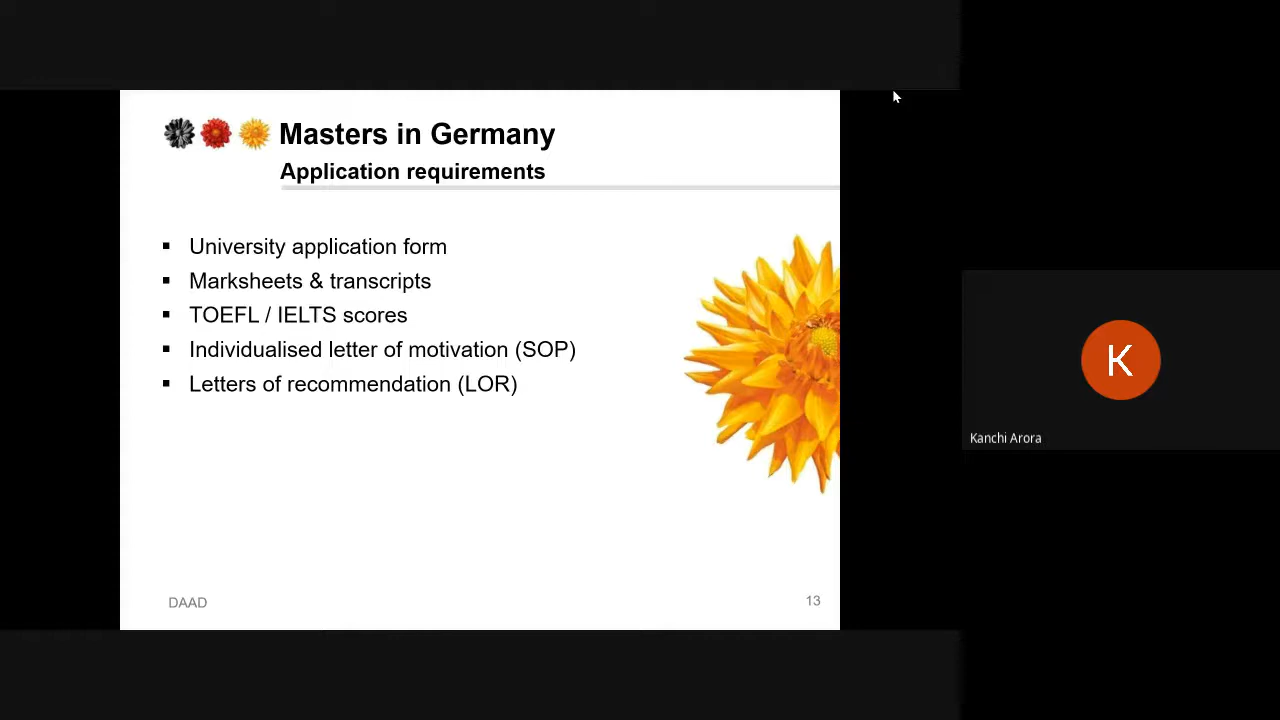 Masters in Germany
Application requirements
▪ University application form
▪ Marksheets & transcripts
▪ TOEFL / IELTS scores
▪ Individualised letter of motivation (SOP)
▪ Letters of recommendation (LOR)
DAAD
13
K
Kanchi Arora